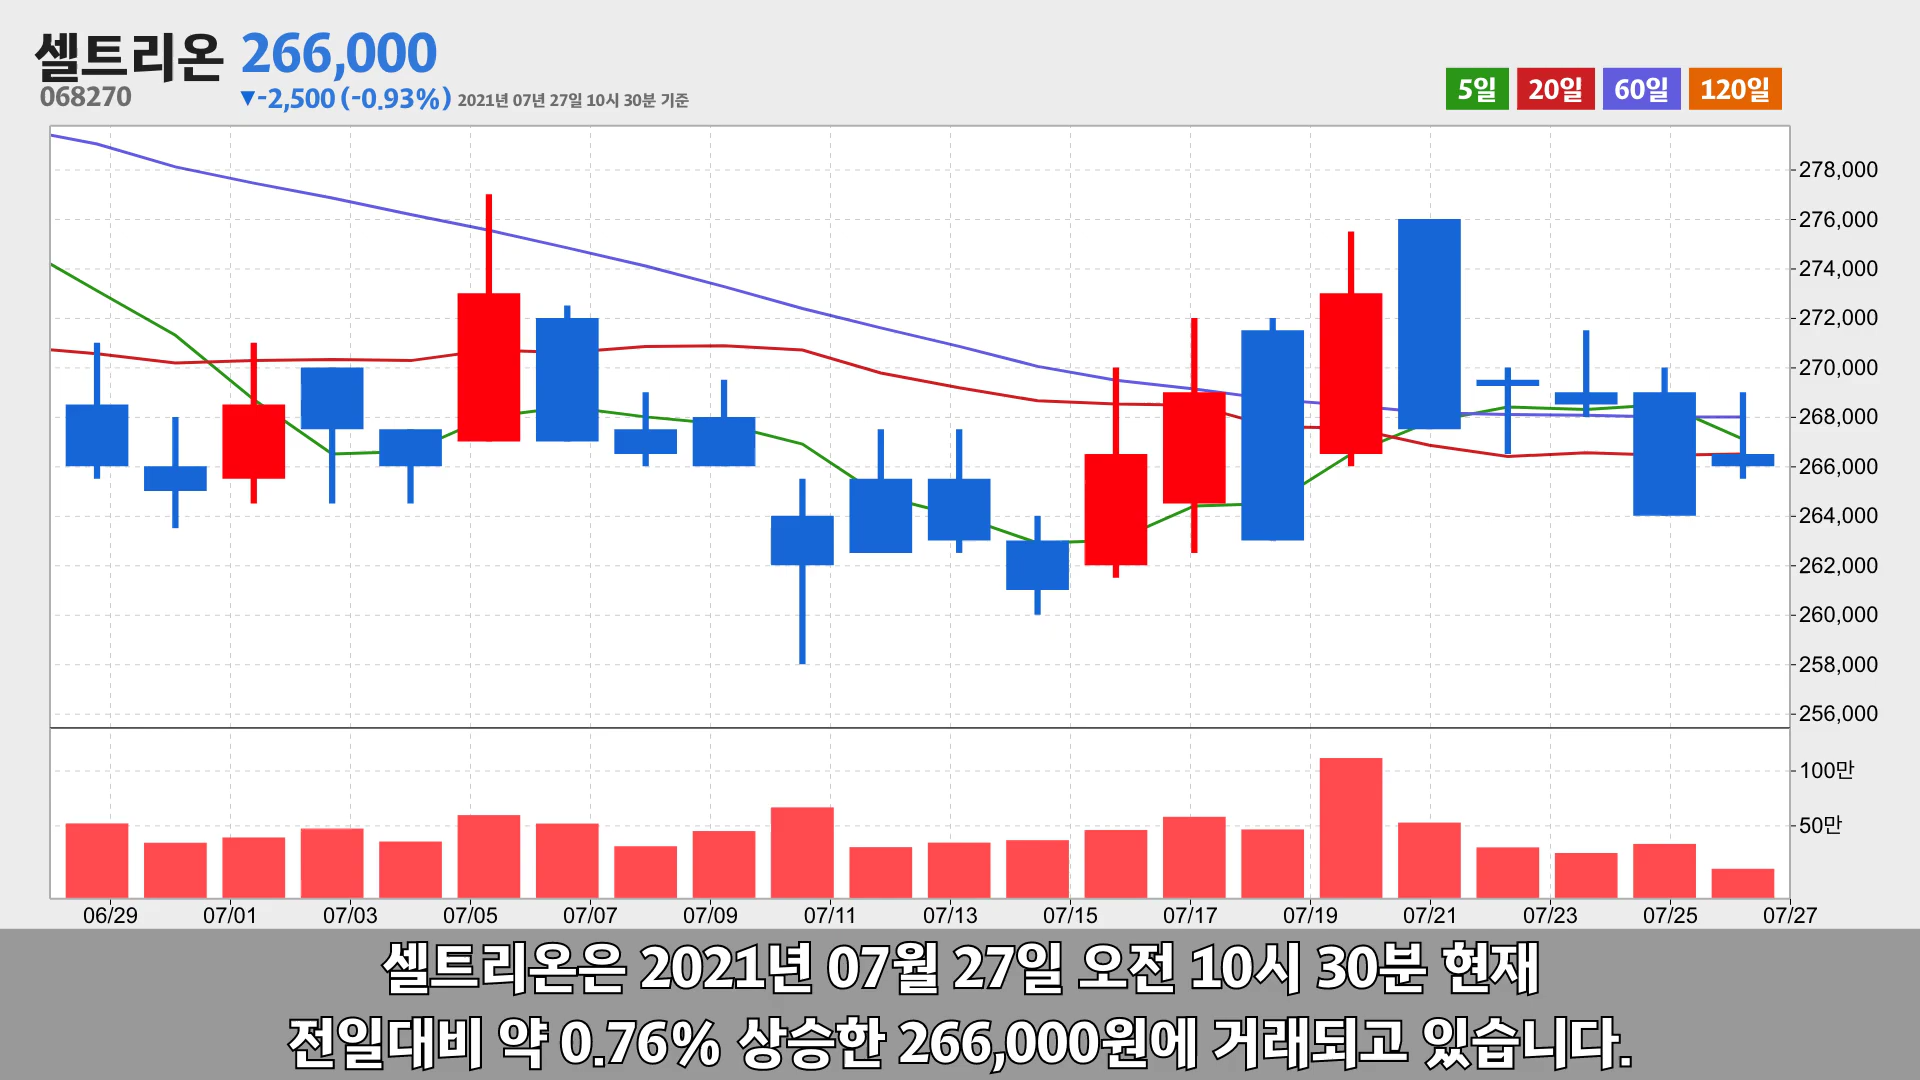 셀트리온 266,000
068270 ▼-2,500 (-0.93%) 2021년 07년 27일 10시 30분 기준
5일 20일 60일 120일
278,000
276,000
274,000
272,000
270,000
268,000
266,000
264,000
262,000
260,000
258,000
256,000
100만
50만
06/29 07/01 07/03 07/05 07/07 07/09 07/11 07/13 07/15 07/17 07/19 07/21 07/23 07/25 07/27
셀트리온은 2021년 07월 27일 오전 10시 30분 현재
전일대비 약 0.76% 상승한 266,000원에 거래되고 있습니다.